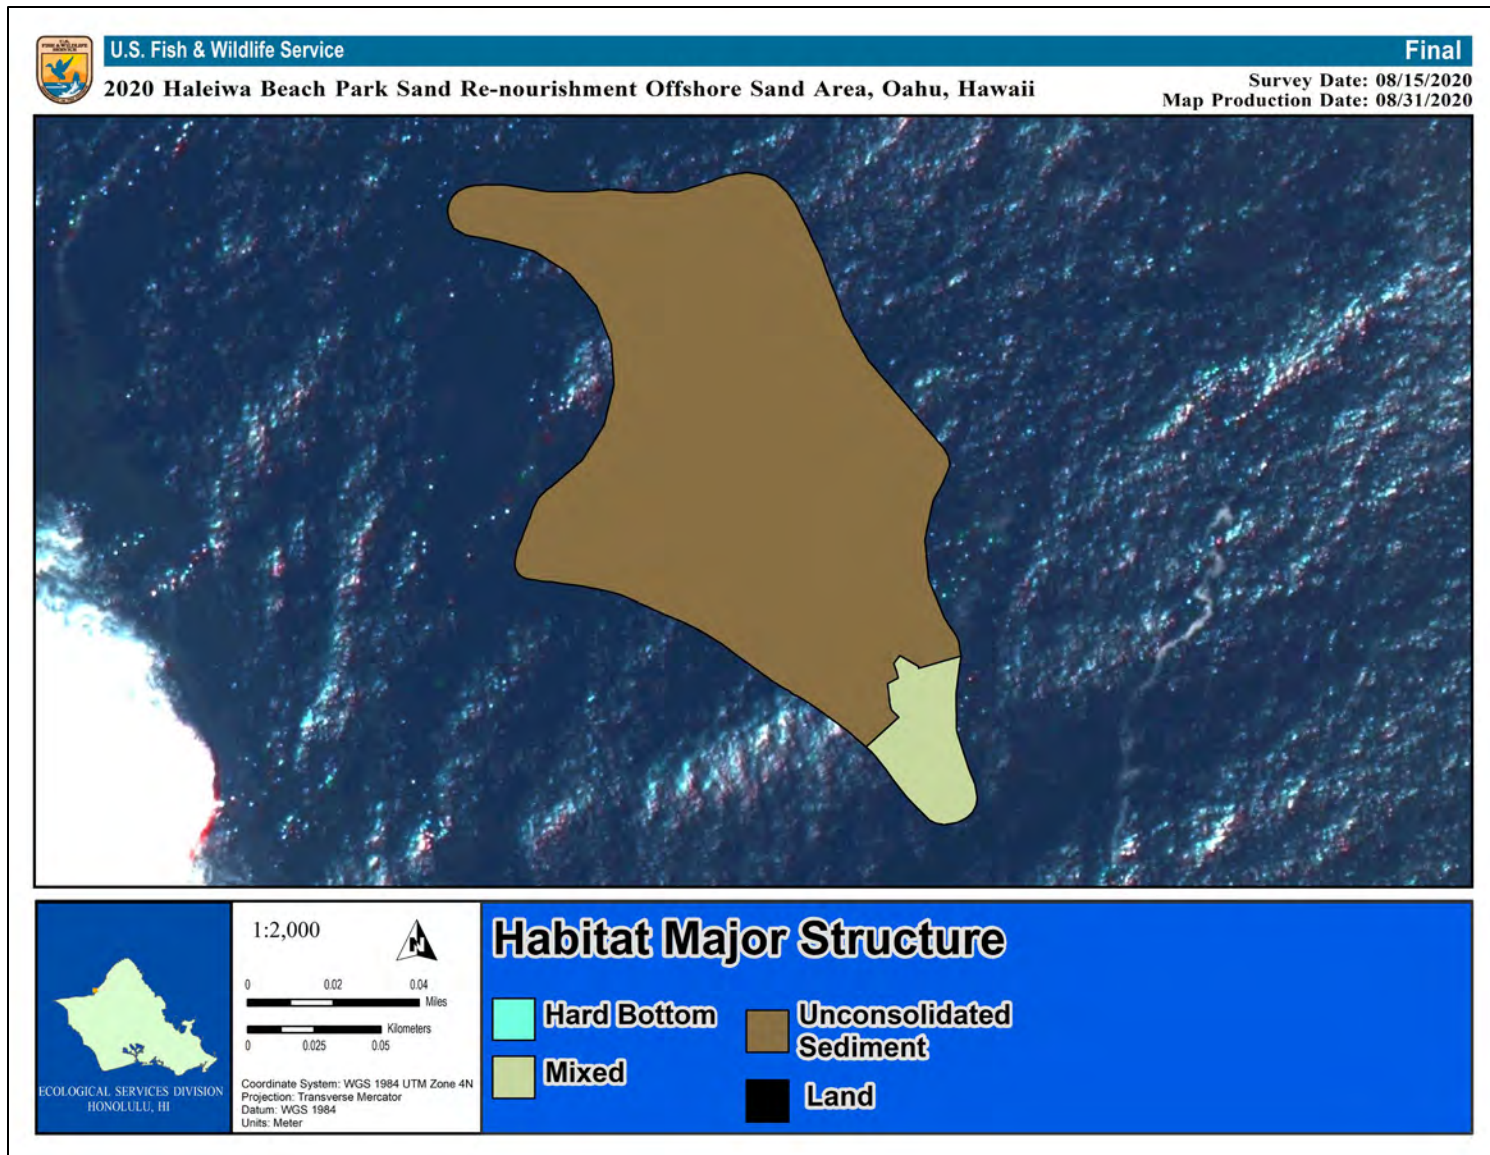 U.S.
FISH & WILDLIFE
SERVICE
U.S. Fish & Wildlife Service
Final
2020 Haleiwa Beach Park Sand Re-nourishment Offshore Sand Area, Oahu, Hawaii
Survey Date: 08/15/2020
Map Production Date: 08/31/2020
ECOLOGICAL SERVICES DIVISION
HONOLULU, HI
1:2,000
N
0 0.02 0.04
Miles
Kilometers
0 0.025 0.05
Coordinate System: WGS 1984 UTM Zone 4N
Projection: Transverse Mercator
Datum: WGS 1984
Units: Meter
Habitat Major Structure
Hard Bottom
Mixed
Unconsolidated
Sediment
Land